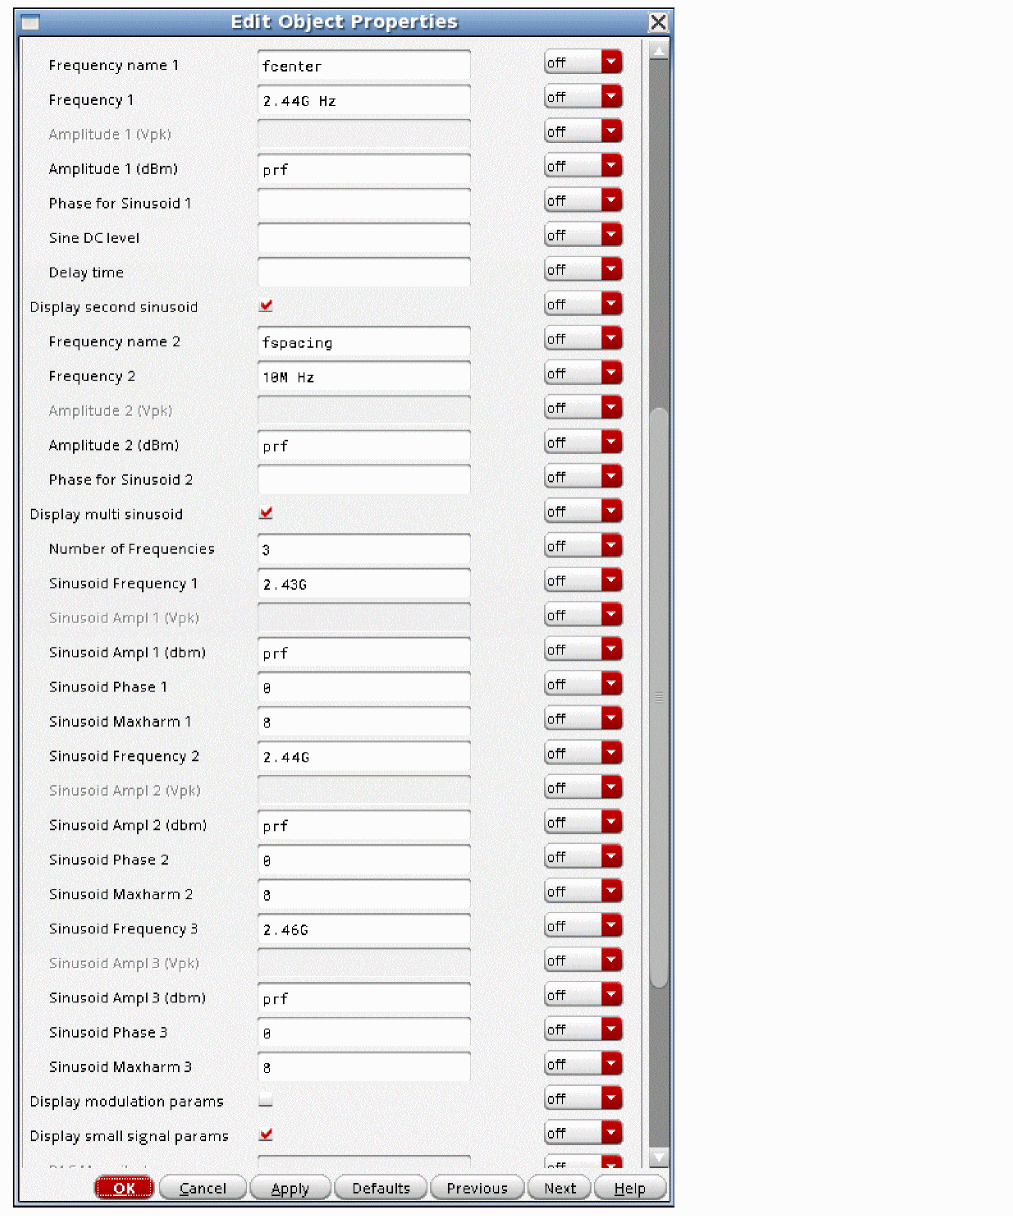 Edit Object Properties
Frequency name 1 fcenter off
Frequency 1 2.44G Hz off
Amplitude 1 (Vpk) off
Amplitude 1 (dBm) prf off
Phase for Sinusoid 1 off
Sine DC level off
Delay time off
Display second sinusoid off
Frequency name 2 fspacing off
Frequency 2 10M Hz off
Amplitude 2 (Vpk) off
Amplitude 2 (dBm) prf off
Phase for Sinusoid 2 off
Display multi sinusoid off
Number of Frequencies 3 off
Sinusoid Frequency 1 2.43G off
Sinusoid Ampl 1 (Vpk) off
Sinusoid Ampl 1 (dbm) prf off
Sinusoid Phase 1 0 off
Sinusoid Maxharm 1 8 off
Sinusoid Frequency 2 2.44G off
Sinusoid Ampl 2 (Vpk) off
Sinusoid Ampl 2 (dbm) prf off
Sinusoid Phase 2 0 off
Sinusoid Maxharm 2 8 off
Sinusoid Frequency 3 2.46G off
Sinusoid Ampl 3 (Vpk) off
Sinusoid Ampl 3 (dbm) prf off
Sinusoid Phase 3 0 off
Sinusoid Maxharm 3 8 off
Display modulation params off
Display small signal params off
off
OK Cancel Apply Defaults Previous Next Help